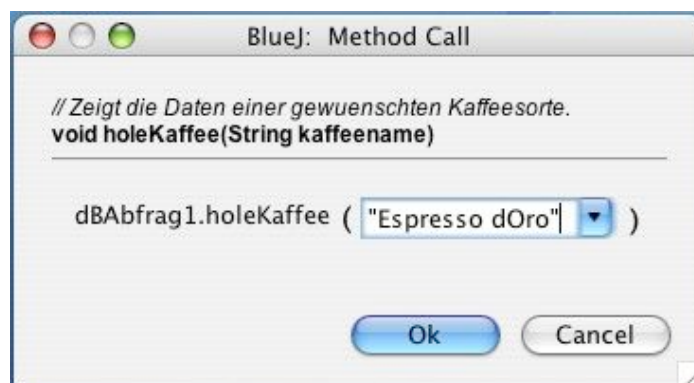 BlueJ: Method Call
// Zeigt die Daten einer gewuenschten Kaffeesorte.
void holeKaffee(String kaffeename)
dBAbfrag1.holeKaffee ( "Espresso dOro" )
Ok Cancel